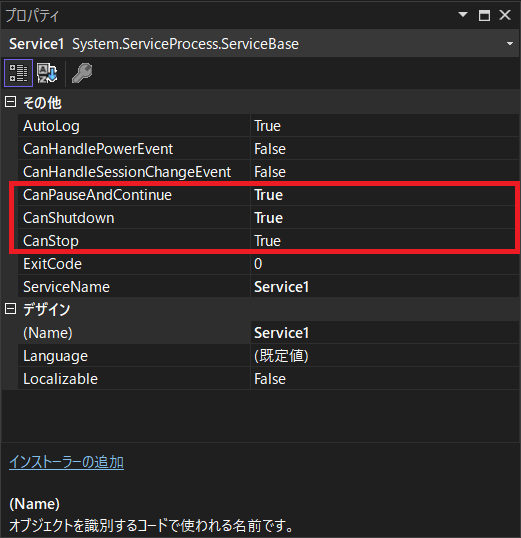 プロパティ
Service1 System.ServiceProcess.ServiceBase
その他
AutoLog True
CanHandlePowerEvent False
CanHandleSessionChangeEvent False
CanPauseAndContinue True
CanShutdown True
CanStop True
ExitCode 0
ServiceName Service1
デザイン
(Name) Service1
Language (既定値)
Localizable False
インストーラーの追加
(Name)
オブジェクトを識別するコードで使われる名前です。